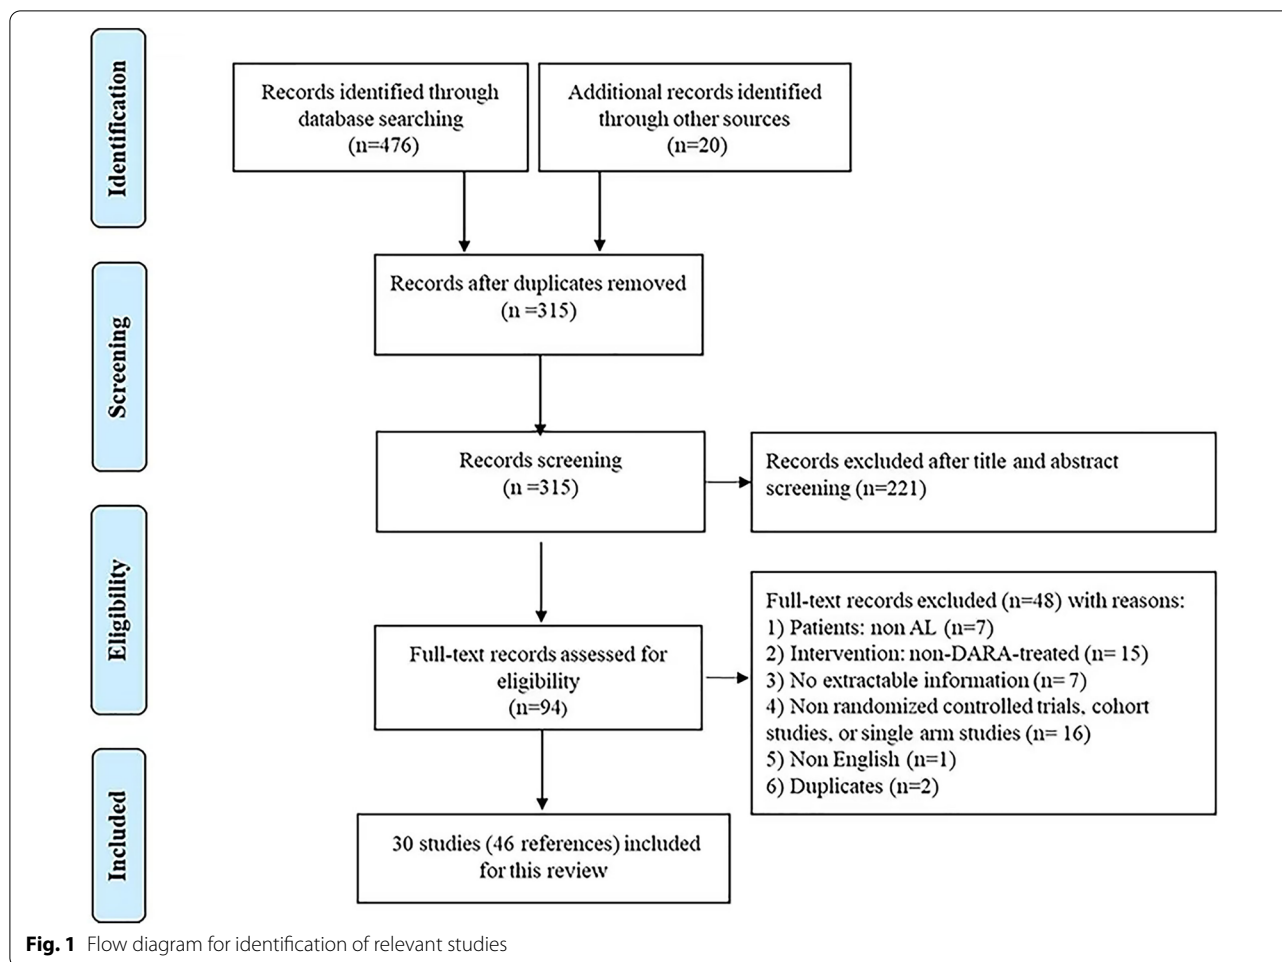 Identification
Records identified through
database searching
(n=476)
Additional records identified
through other sources
(n=20)
Screening
Records after duplicates removed
(n =315)
Records screening
(n =315)
Records excluded after title and abstract
screening (n=221)
Eligibility
Full-text records assessed for
eligibility
(n=94)
Full-text records excluded (n=48) with reasons:
1) Patients: non AL (n=7)
2) Intervention: non-DARA-treated (n= 15)
3) No extractable information (n= 7)
4) Non randomized controlled trials, cohort
studies, or single arm studies (n= 16)
5) Non English (n=1)
6) Duplicates (n=2)
Included
30 studies (46 references) included
for this review
Fig. 1 Flow diagram for identification of relevant studies